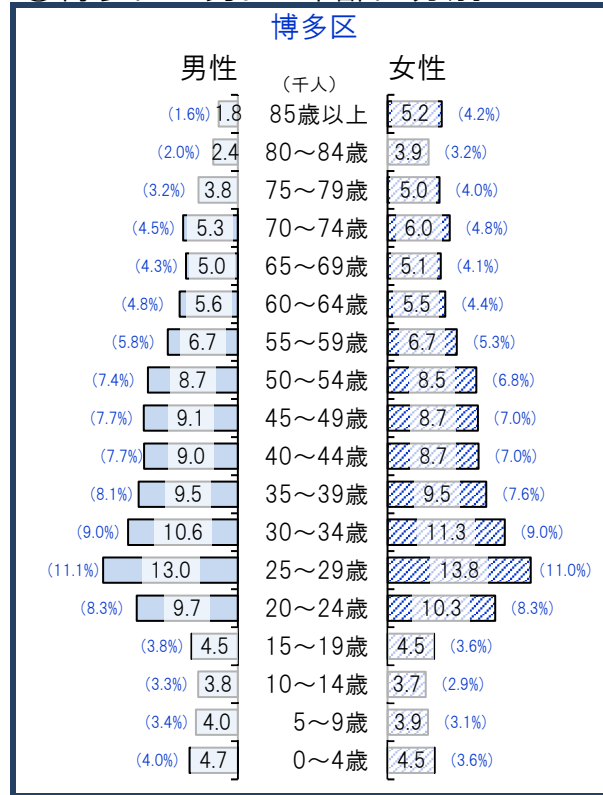 博多区
男性 (千人) 女性
(1.6%) 1.8 85歳以上 5.2 (4.2%)
(2.0%) 2.4 80～84歳 3.9 (3.2%)
(3.2%) 3.8 75～79歳 5.0 (4.0%)
(4.5%) 5.3 70～74歳 6.0 (4.8%)
(4.3%) 5.0 65～69歳 5.1 (4.1%)
(4.8%) 5.6 60～64歳 5.5 (4.4%)
(5.8%) 6.7 55～59歳 6.7 (5.3%)
(7.4%) 8.7 50～54歳 8.5 (6.8%)
(7.7%) 9.1 45～49歳 8.7 (7.0%)
(7.7%) 9.0 40～44歳 8.7 (7.0%)
(8.1%) 9.5 35～39歳 9.5 (7.6%)
(9.0%) 10.6 30～34歳 11.3 (9.0%)
(11.1%) 13.0 25～29歳 13.8 (11.0%)
(8.3%) 9.7 20～24歳 10.3 (8.3%)
(3.8%) 4.5 15～19歳 4.5 (3.6%)
(3.3%) 3.8 10～14歳 3.7 (2.9%)
(3.4%) 4.0 5～9歳 3.9 (3.1%)
(4.0%) 4.7 0～4歳 4.5 (3.6%)